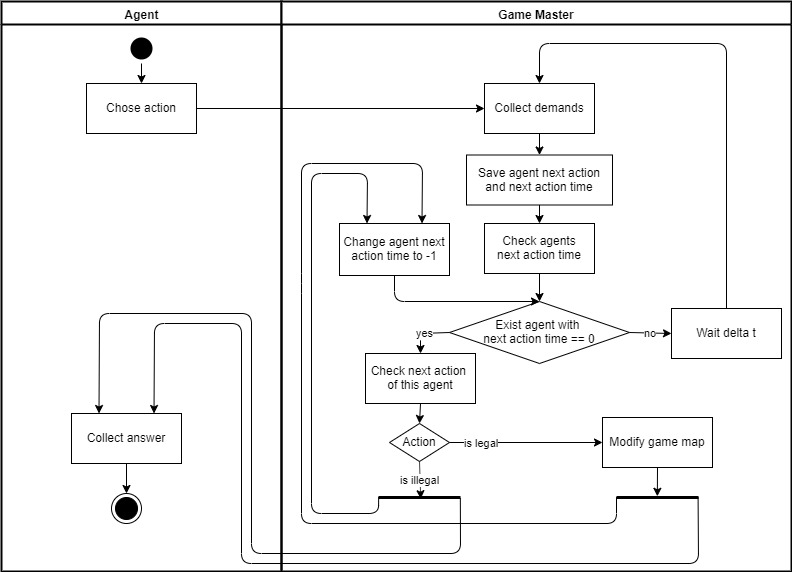 Agent
Game Master
Chose action
Collect demands
Save agent next action
and next action time
Change agent next
action time to -1
Check agents
next action time
Exist agent with
next action time == 0
yes
no
Wait delta t
Check next action
of this agent
Collect answer
Action
is legal
Modify game map
is illegal